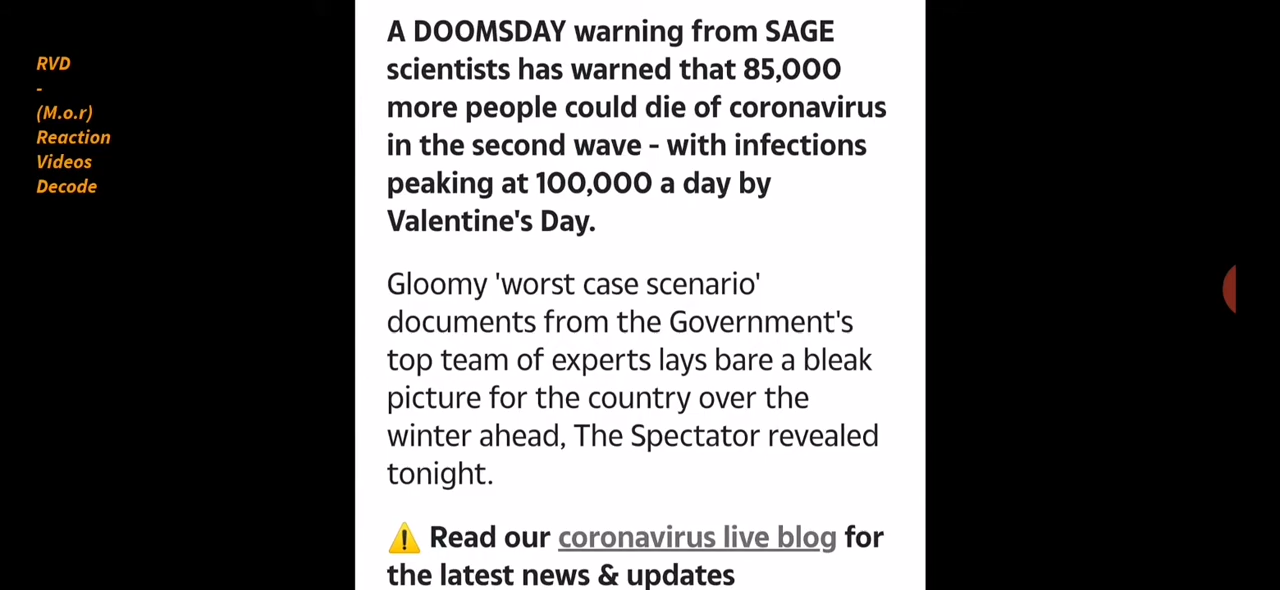 RVD
-
(M.o.r)
Reaction
Videos
Decode
A DOOMSDAY warning from SAGE
scientists has warned that 85,000
more people could die of coronavirus
in the second wave - with infections
peaking at 100,000 a day by
Valentine's Day.
Gloomy 'worst case scenario'
documents from the Government's
top team of experts lays bare a bleak
picture for the country over the
winter ahead, The Spectator revealed
tonight.
⚠️ Read our coronavirus live blog for
the latest news & updates